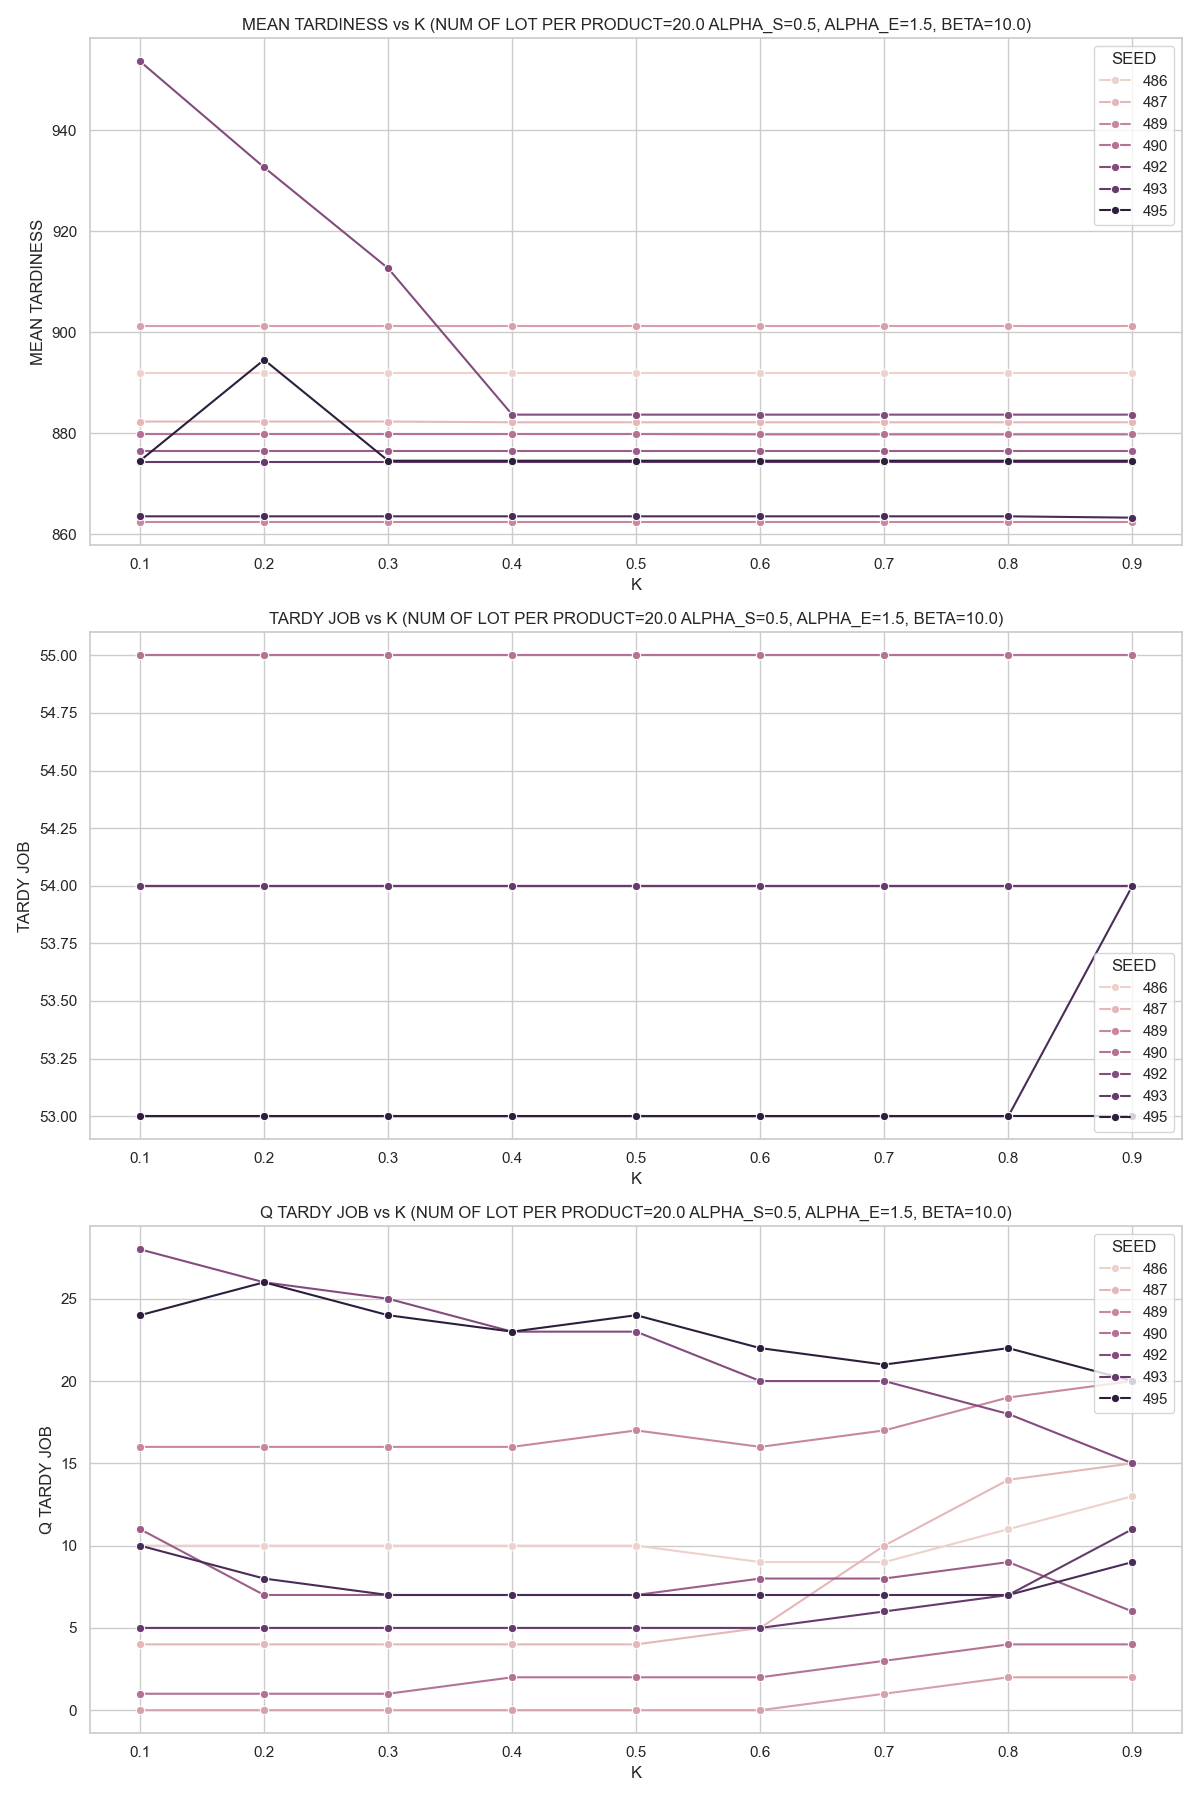 MEAN TARDINESS vs K (NUM OF LOT PER PRODUCT=20.0 ALPHA_S=0.5, ALPHA_E=1.5, BETA=10.0)
MEAN TARDINESS
940
920
900
880
860
SEED
486
487
489
490
492
493
495
0.1 0.2 0.3 0.4 0.5 0.6 0.7 0.8 0.9
K
TARDY JOB vs K (NUM OF LOT PER PRODUCT=20.0 ALPHA_S=0.5, ALPHA_E=1.5, BETA=10.0)
TARDY JOB
55.00
54.75
54.50
54.25
54.00
53.75
53.50
53.25
53.00
SEED
486
487
489
490
492
493
495
0.1 0.2 0.3 0.4 0.5 0.6 0.7 0.8 0.9
K
Q TARDY JOB vs K (NUM OF LOT PER PRODUCT=20.0 ALPHA_S=0.5, ALPHA_E=1.5, BETA=10.0)
Q TARDY JOB
25
20
15
10
5
0
SEED
486
487
489
490
492
493
495
0.1 0.2 0.3 0.4 0.5 0.6 0.7 0.8 0.9
K